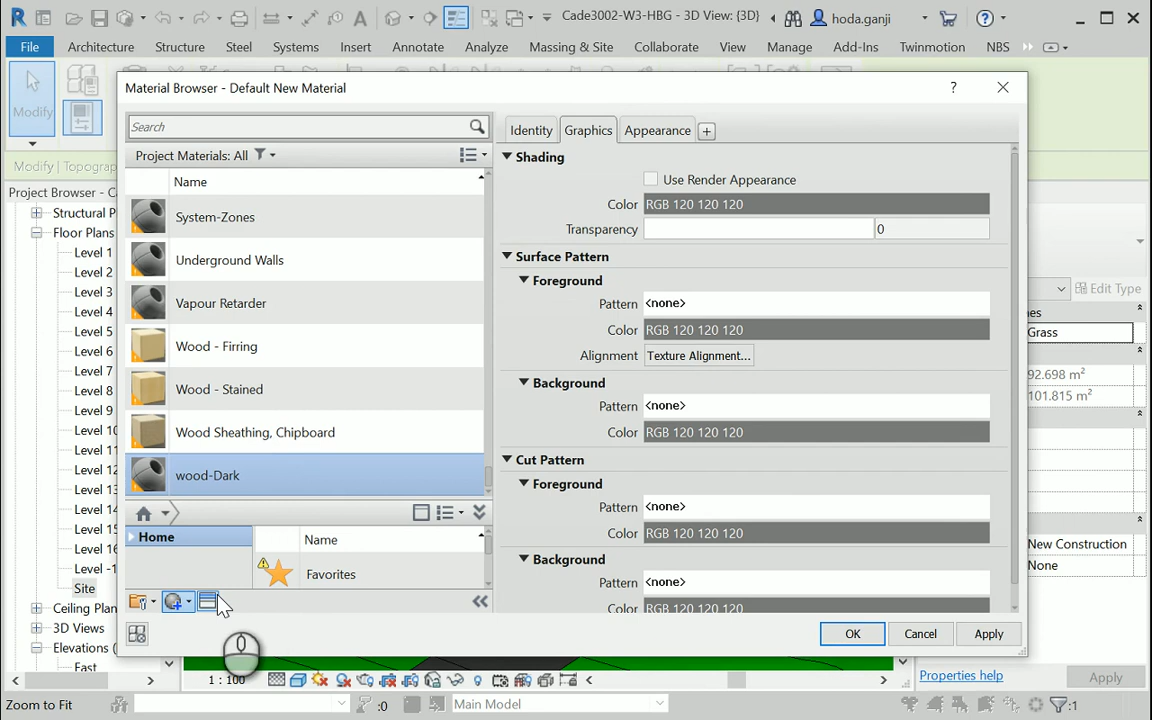 Cade3002-W3-HBG - 3D View: {3D}
hoda.ganji
File Architecture Structure Steel Systems Insert Annotate Analyze Massing & Site Collaborate View Manage Add-Ins Twinmotion NBS
Modify
Modify | Topograp
Material Browser - Default New Material
Search
Project Materials: All
Name
System-Zones
Underground Walls
Vapour Retarder
Wood - Firring
Wood - Stained
Wood Sheathing, Chipboard
wood-Dark
Home
Name
Favorites
Identity Graphics Appearance
Shading
Use Render Appearance
Color RGB 120 120 120
Transparency 0
Surface Pattern
Foreground
Pattern <none>
Color RGB 120 120 120
Alignment Texture Alignment...
Background
Pattern <none>
Color RGB 120 120 120
Cut Pattern
Foreground
Pattern <none>
Color RGB 120 120 120
Background
Pattern <none>
Color RGB 120 120 120
OK Cancel Apply
Project Browser - C
Structural P
Floor Plans
Level 1
Level 2
Level 3
Level 4
Level 5
Level 6
Level 7
Level 8
Level 9
Level 10
Level 11
Level 12
Level 13
Level 14
Level 15
Level 16
Level -1
Site
Ceiling Plan
3D Views
Elevations (
East
Edit Type
nes
Grass
92.698 m²
101.815 m²
New Construction
None
Properties help
Apply
1 : 100
Zoom to Fit
:0
Main Model
:1